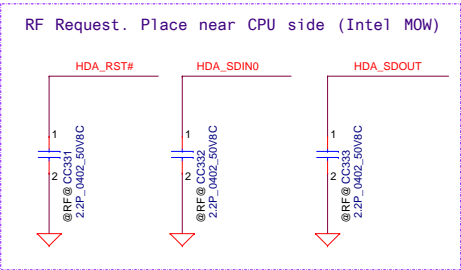 RF Request. Place near CPU side (Intel MOW)
HDA_RST#
HDA_SDIN0
HDA_SDOUT
1
2
@RF@ CC331
2.2P_0402_50V8C
1
2
@RF@ CC332
2.2P_0402_50V8C
1
2
@RF@ CC333
2.2P_0402_50V8C